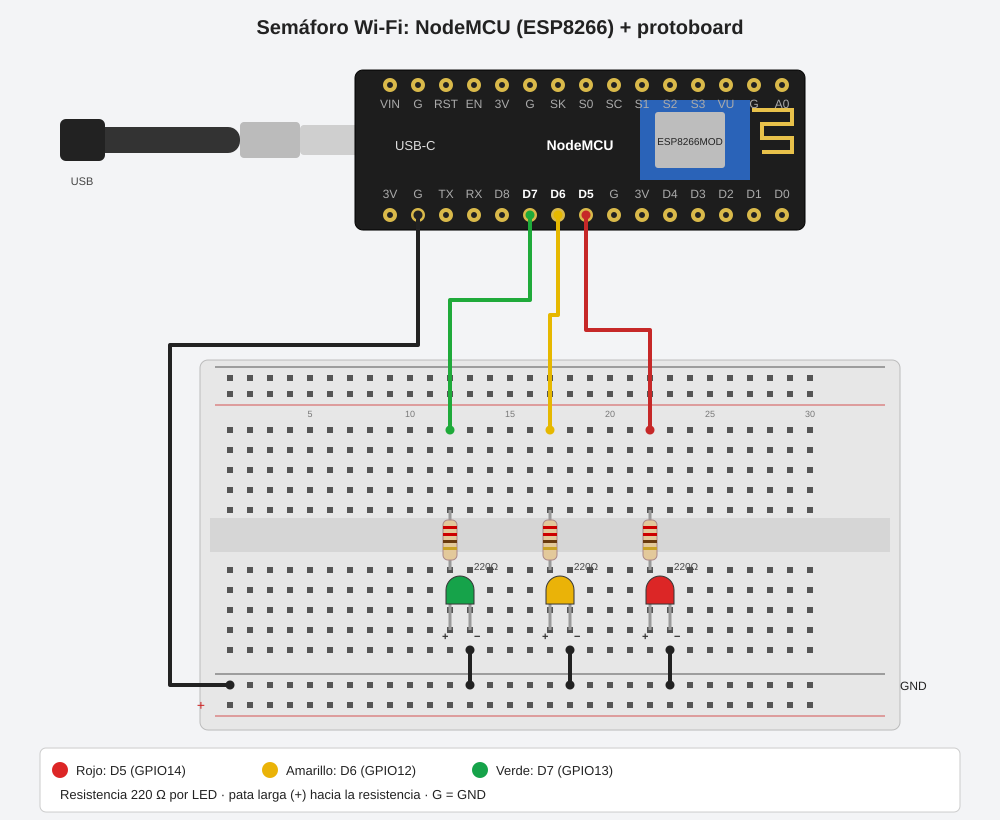 Semáforo Wi-Fi: NodeMCU (ESP8266) + protoboard
VIN G RST EN 3V G SK S0 SC S1 S2 S3 VU G A0
USB-C NodeMCU ESP8266MOD
USB
3V G TX RX D8 D7 D6 D5 G 3V D4 D3 D2 D1 D0
5 10 15 20 25 30
220Ω 220Ω 220Ω
+ − + − + −
GND
+
Rojo: D5 (GPIO14) Amarillo: D6 (GPIO12) Verde: D7 (GPIO13)
Resistencia 220 Ω por LED · pata larga (+) hacia la resistencia · G = GND